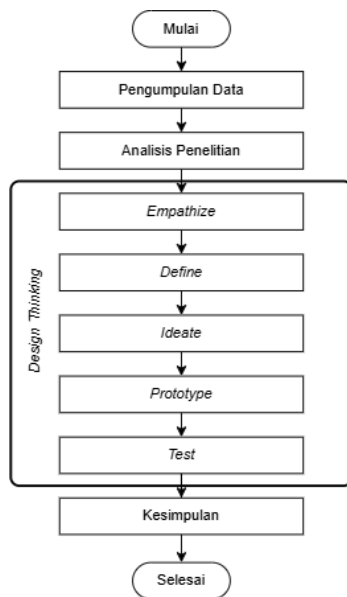 Mulai
Pengumpulan Data
Analisis Penelitian
Design Thinking
Empathize
Define
Ideate
Prototype
Test
Kesimpulan
Selesai